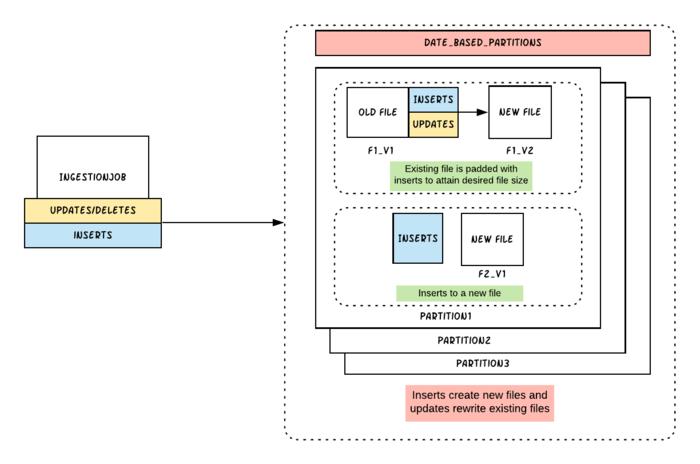 DATE_BASED_PARTITIONS
INGESTIONJOB
UPDATES/DELETES
INSERTS
OLD FILE
INSERTS
UPDATES
NEW FILE
F1_V1
F1_V2
Existing file is padded with
inserts to attain desired file size
INSERTS
NEW FILE
F2_V1
Inserts to a new file
PARTITION1
PARTITION2
PARTITION3
Inserts create new files and
updates rewrite existing files